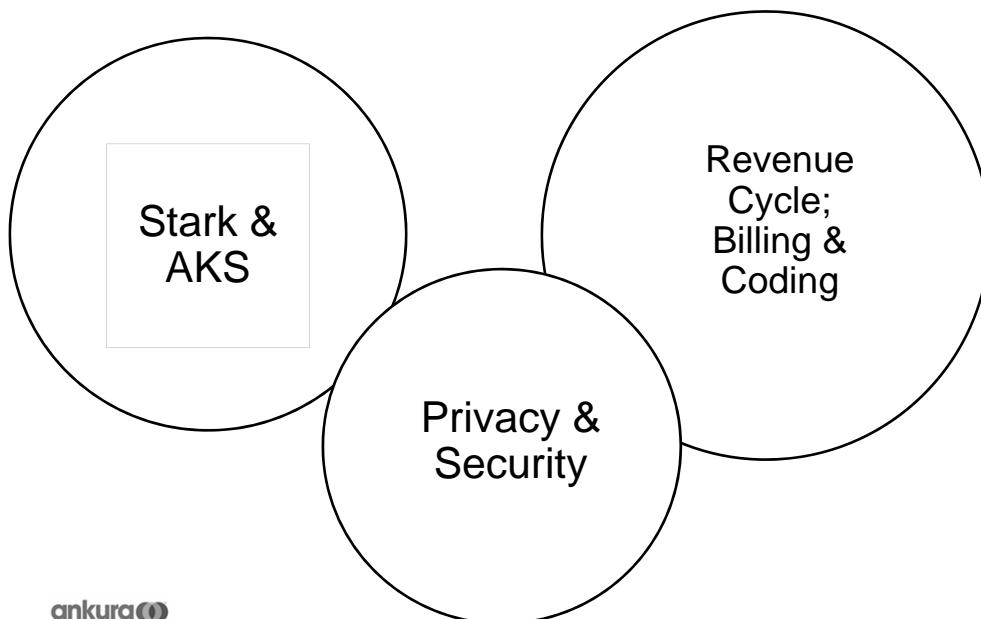 Stark &
AKS
Revenue
Cycle;
Billing &
Coding
Privacy &
Security
ankura